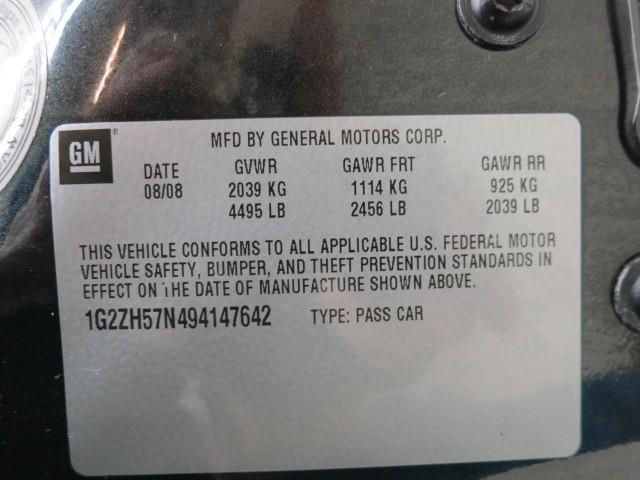 GM ® MFD BY GENERAL MOTORS CORP.
DATE GVWR GAWR FRT GAWR RR
08/08 2039 KG 1114 KG 925 KG
4495 LB 2456 LB 2039 LB
THIS VEHICLE CONFORMS TO ALL APPLICABLE U.S. FEDERAL MOTOR
VEHICLE SAFETY, BUMPER, AND THEFT PREVENTION STANDARDS IN
EFFECT ON THE DATE OF MANUFACTURE SHOWN ABOVE.
1G2ZH57N494147642 TYPE: PASS CAR